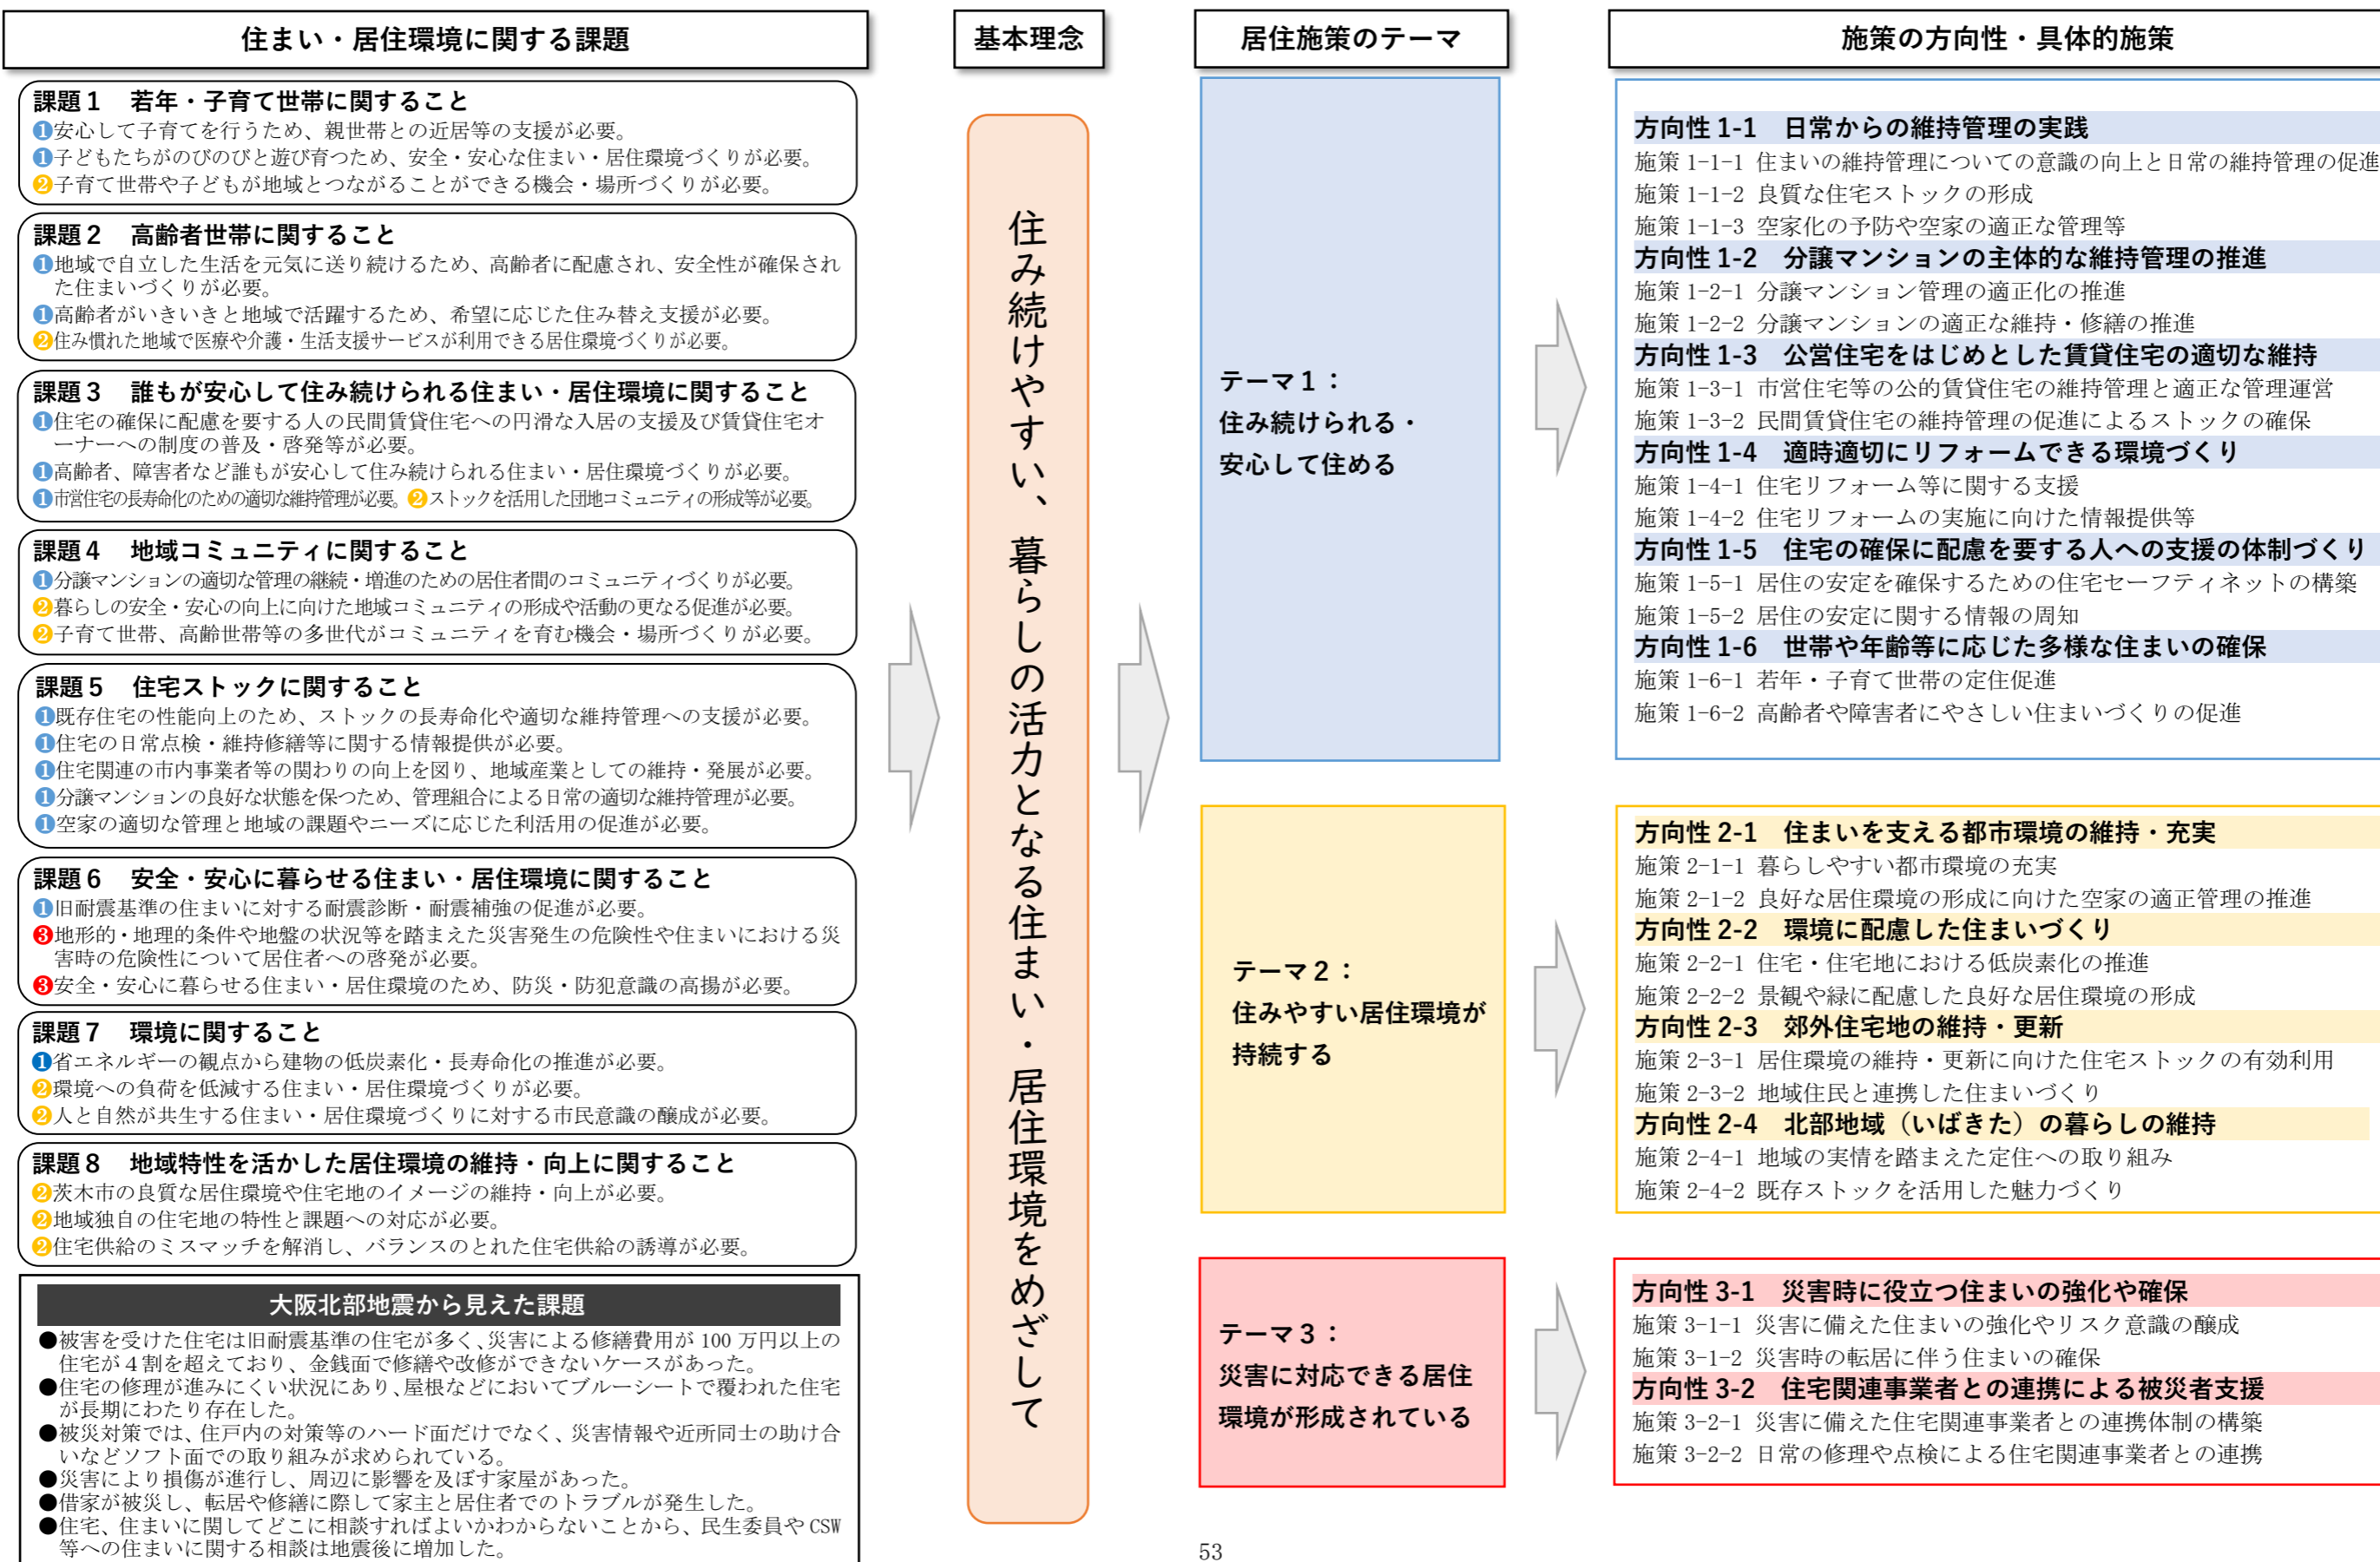 住まい・居住環境に関する課題
課題１　若年・子育て世帯に関すること
❶安心して子育てを行うため、親世帯との近居等の支援が必要。
❶子どもたちがのびのびと遊び育つため、安全・安心な住まい・居住環境づくりが必要。
❷子育て世帯や子どもが地域とつながることができる機会・場所づくりが必要。
課題２　高齢者世帯に関すること
❶地域で自立した生活を元気に送り続けるため、高齢者に配慮され、安全性が確保され
た住まいづくりが必要。
❶高齢者がいきいきと地域で活躍するため、希望に応じた住み替え支援が必要。
❷住み慣れた地域で医療や介護・生活支援サービスが利用できる居住環境づくりが必要。
課題３　誰もが安心して住み続けられる住まい・居住環境に関すること
❶住宅の確保に配慮を要する人の民間賃貸住宅への円滑な入居の支援及び賃貸住宅オ
ーナーへの制度の普及・啓発等が必要。
❶高齢者、障害者など誰もが安心して住み続けられる住まい・居住環境づくりが必要。
❶市営住宅の長寿命化のための適切な維持管理が必要。❷ストックを活用した団地コミュニティの形成等が必要。
課題４　地域コミュニティに関すること
❶分譲マンションの適切な管理の継続・増進のための居住者間のコミュニティづくりが必要。
❷暮らしの安全・安心の向上に向けた地域コミュニティの形成や活動の更なる促進が必要。
❷子育て世帯、高齢世帯等の多世代がコミュニティを育む機会・場所づくりが必要。
課題５　住宅ストックに関すること
❶既存住宅の性能向上のため、ストックの長寿命化や適切な維持管理への支援が必要。
❶住宅の日常点検・維持修繕等に関する情報提供が必要。
❶住宅関連の市内事業者等の関わりの向上を図り、地域産業としての維持・発展が必要。
❶分譲マンションの良好な状態を保つため、管理組合による日常の適切な維持管理が必要。
❶空家の適切な管理と地域の課題やニーズに応じた利活用の促進が必要。
課題６　安全・安心に暮らせる住まい・居住環境に関すること
❶旧耐震基準の住まいに対する耐震診断・耐震補強の促進が必要。
❸地形的・地理的条件や地盤の状況等を踏まえた災害発生の危険性や住まいにおける災
害時の危険性について居住者への啓発が必要。
❸安全・安心に暮らせる住まい・居住環境のため、防災・防犯意識の高揚が必要。
課題７　環境に関すること
❶省エネルギーの観点から建物の低炭素化・長寿命化の推進が必要。
❷環境への負荷を低減する住まい・居住環境づくりが必要。
❷人と自然が共生する住まい・居住環境づくりに対する市民意識の醸成が必要。
課題８　地域特性を活かした居住環境の維持・向上に関すること
❷茨木市の良質な居住環境や住宅地のイメージの維持・向上が必要。
❷地域独自の住宅地の特性と課題への対応が必要。
❷住宅供給のミスマッチを解消し、バランスのとれた住宅供給の誘導が必要。
大阪北部地震から見えた課題
●被害を受けた住宅は旧耐震基準の住宅が多く、災害による修繕費用が 100 万円以上の
住宅が４割を超えており、金銭面で修繕や改修ができないケースがあった。
●住宅の修理が進みにくい状況にあり、屋根などにおいてブルーシートで覆われた住宅
が長期にわたり存在した。
●被災対策では、住戸内の対策等のハード面だけでなく、災害情報や近所同士の助け合
いなどソフト面での取り組みが求められている。
●災害により損傷が進行し、周辺に影響を及ぼす家屋があった。
●借家が被災し、転居や修繕に際して家主と居住者でのトラブルが発生した。
●住宅、住まいに関してどこに相談すればよいかわからないことから、民生委員や CSW
等への住まいに関する相談は地震後に増加した。
基本理念
住み続けやすい、暮らしの活力となる住まい・居住環境をめざして
居住施策のテーマ
テーマ１：
住み続けられる・
安心して住める
テーマ２：
住みやすい居住環境が
持続する
テーマ３：
災害に対応できる居住
環境が形成されている
施策の方向性・具体的施策
方向性 1-1　日常からの維持管理の実践
施策 1-1-1 住まいの維持管理についての意識の向上と日常の維持管理の促進
施策 1-1-2 良質な住宅ストックの形成
施策 1-1-3 空家化の予防や空家の適正な管理等
方向性 1-2　分譲マンションの主体的な維持管理の推進
施策 1-2-1 分譲マンション管理の適正化の推進
施策 1-2-2 分譲マンションの適正な維持・修繕の推進
方向性 1-3　公営住宅をはじめとした賃貸住宅の適切な維持
施策 1-3-1 市営住宅等の公的賃貸住宅の維持管理と適正な管理運営
施策 1-3-2 民間賃貸住宅の維持管理の促進によるストックの確保
方向性 1-4　適時適切にリフォームできる環境づくり
施策 1-4-1 住宅リフォーム等に関する支援
施策 1-4-2 住宅リフォームの実施に向けた情報提供等
方向性 1-5　住宅の確保に配慮を要する人への支援の体制づくり
施策 1-5-1 居住の安定を確保するための住宅セーフティネットの構築
施策 1-5-2 居住の安定に関する情報の周知
方向性 1-6　世帯や年齢等に応じた多様な住まいの確保
施策 1-6-1 若年・子育て世帯の定住促進
施策 1-6-2 高齢者や障害者にやさしい住まいづくりの促進
方向性 2-1　住まいを支える都市環境の維持・充実
施策 2-1-1 暮らしやすい都市環境の充実
施策 2-1-2 良好な居住環境の形成に向けた空家の適正管理の推進
方向性 2-2　環境に配慮した住まいづくり
施策 2-2-1 住宅・住宅地における低炭素化の推進
施策 2-2-2 景観や緑に配慮した良好な居住環境の形成
方向性 2-3　郊外住宅地の維持・更新
施策 2-3-1 居住環境の維持・更新に向けた住宅ストックの有効利用
施策 2-3-2 地域住民と連携した住まいづくり
方向性 2-4　北部地域（いばきた）の暮らしの維持
施策 2-4-1 地域の実情を踏まえた定住への取り組み
施策 2-4-2 既存ストックを活用した魅力づくり
方向性 3-1　災害時に役立つ住まいの強化や確保
施策 3-1-1 災害に備えた住まいの強化やリスク意識の醸成
施策 3-1-2 災害時の転居に伴う住まいの確保
方向性 3-2　住宅関連事業者との連携による被災者支援
施策 3-2-1 災害に備えた住宅関連事業者との連携体制の構築
施策 3-2-2 日常の修理や点検による住宅関連事業者との連携
53